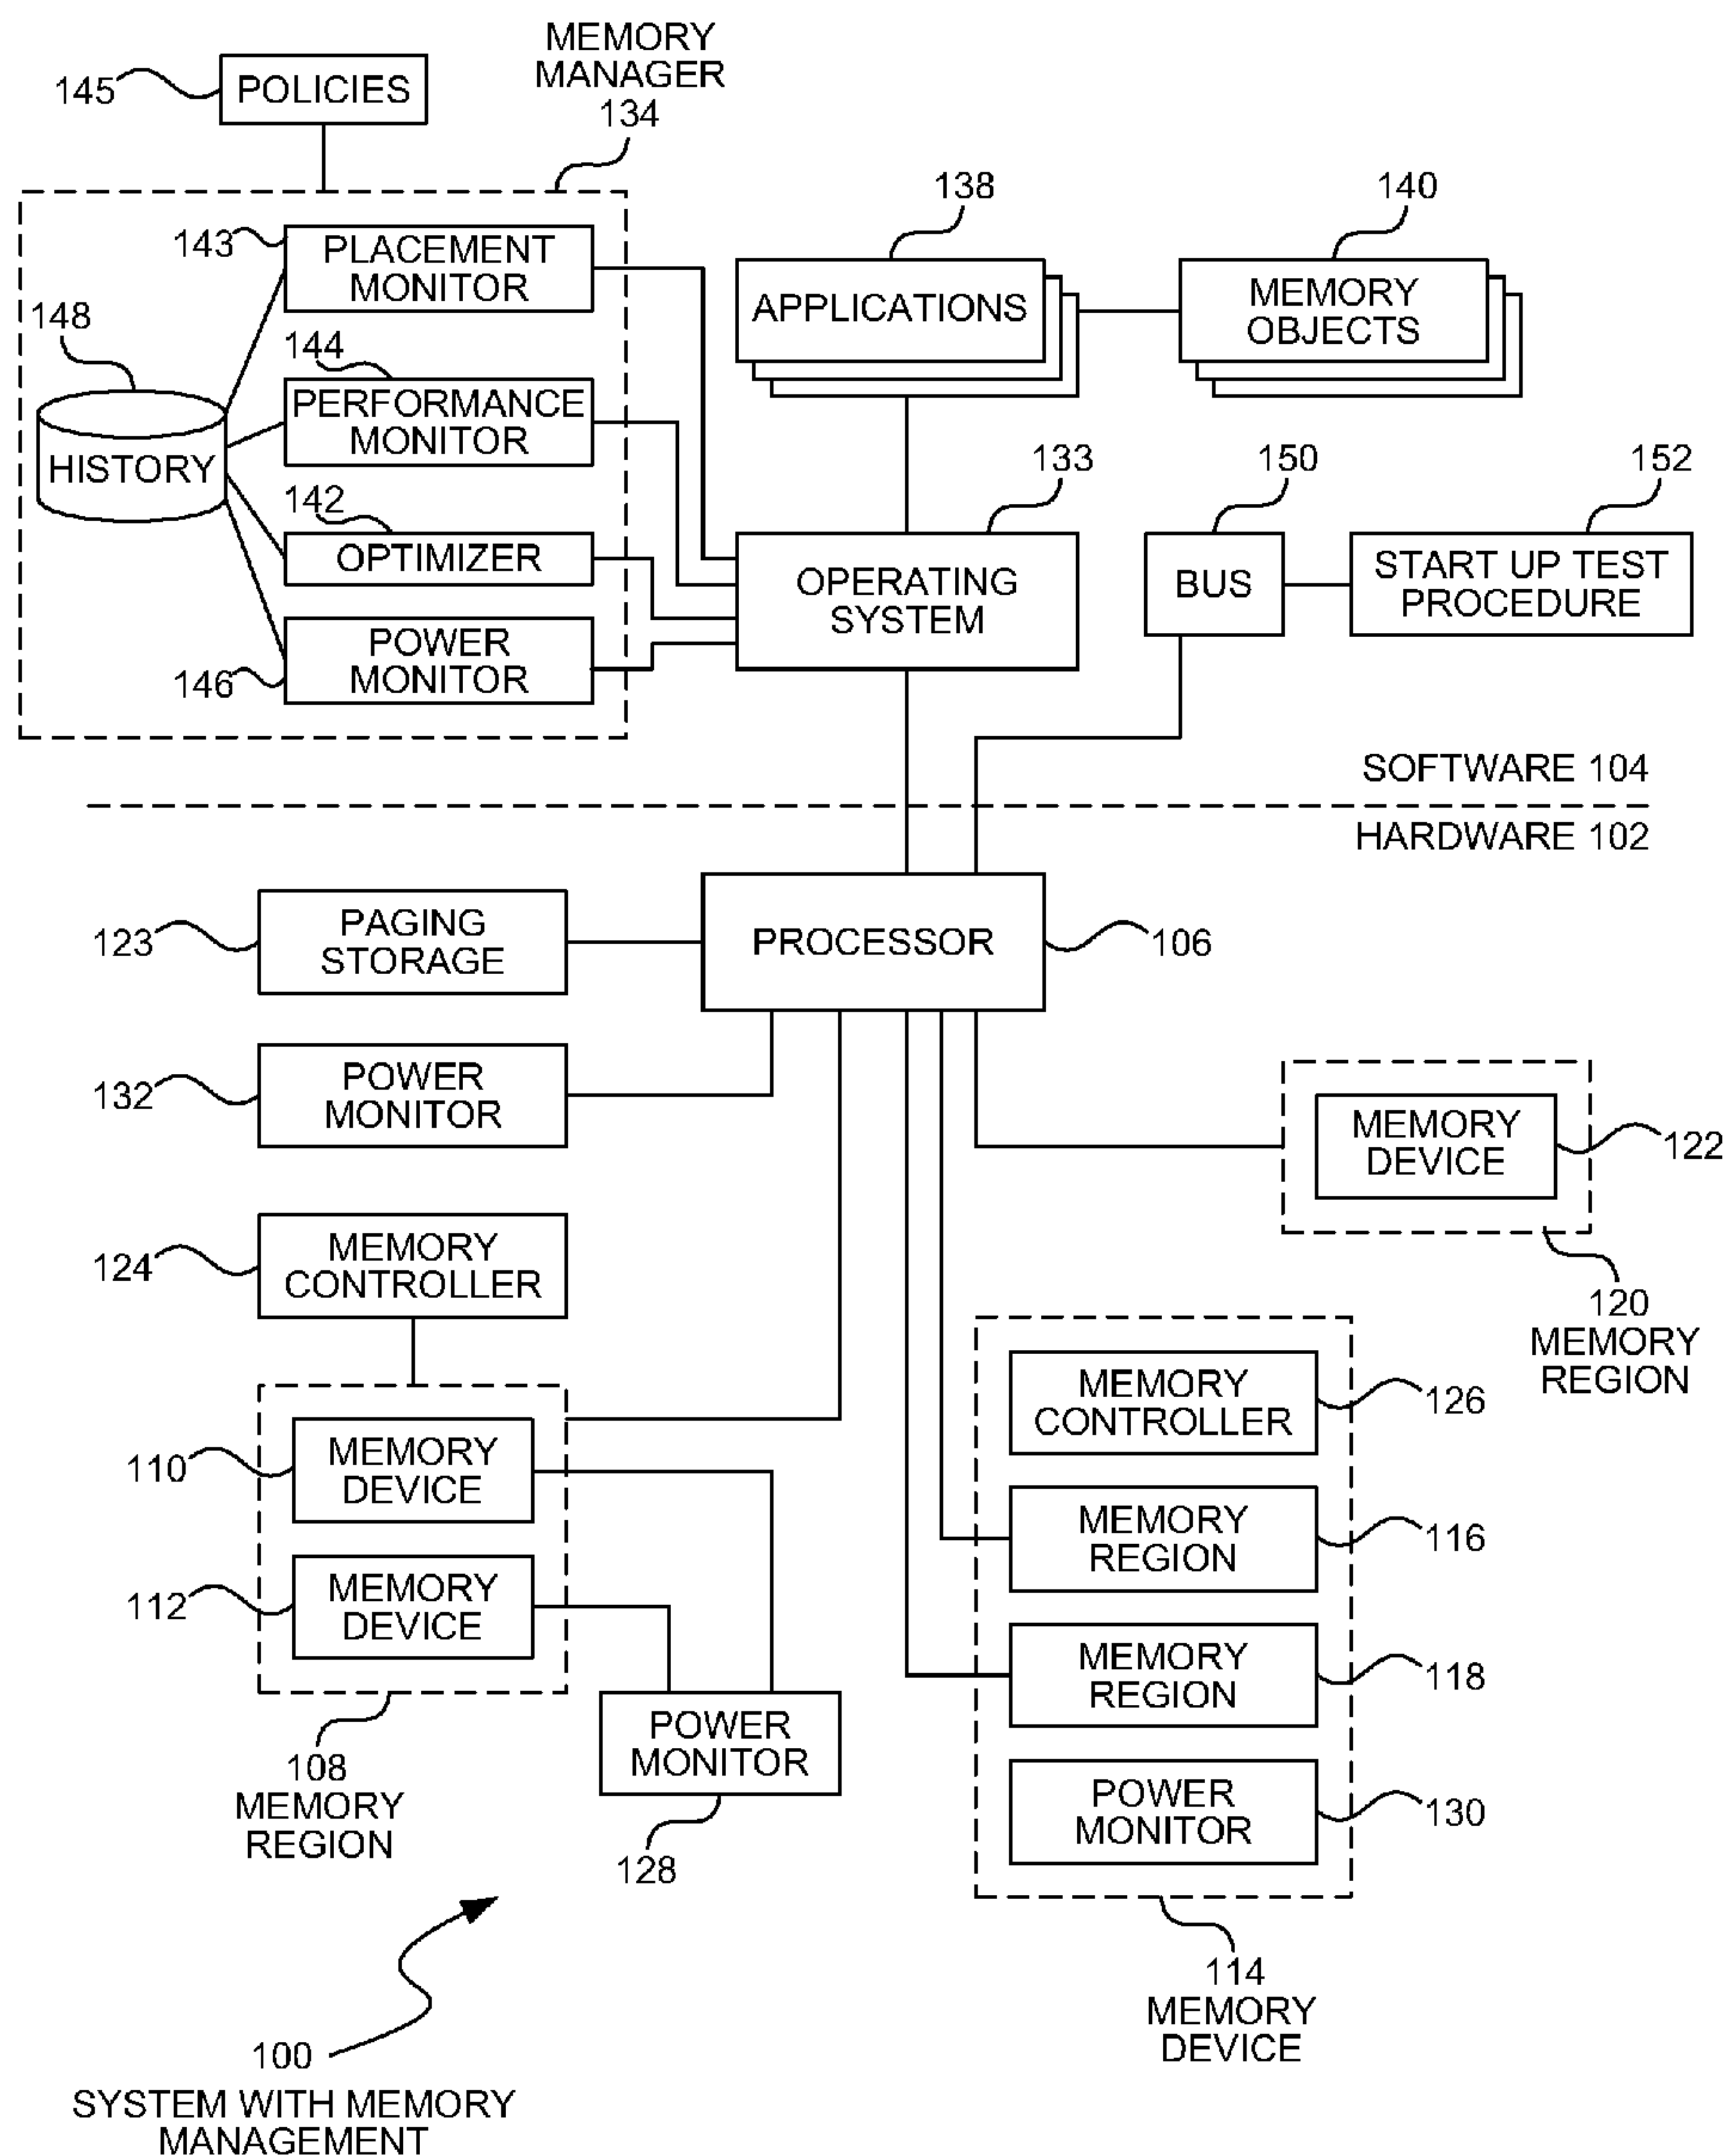 MEMORY
MANAGER
134
145
POLICIES
143
PLACEMENT
MONITOR
148
HISTORY
144
PERFORMANCE
MONITOR
142
OPTIMIZER
146
POWER
MONITOR
138
APPLICATIONS
140
MEMORY
OBJECTS
133
OPERATING
SYSTEM
150
BUS
152
START UP TEST
PROCEDURE
SOFTWARE 104
HARDWARE 102
123
PAGING
STORAGE
PROCESSOR
106
132
POWER
MONITOR
MEMORY
DEVICE
122
120
MEMORY
REGION
124
MEMORY
CONTROLLER
110
MEMORY
DEVICE
112
MEMORY
DEVICE
108
MEMORY
REGION
POWER
MONITOR
128
MEMORY
CONTROLLER
126
MEMORY
REGION
116
MEMORY
REGION
118
POWER
MONITOR
130
114
MEMORY
DEVICE
100
SYSTEM WITH MEMORY
MANAGEMENT